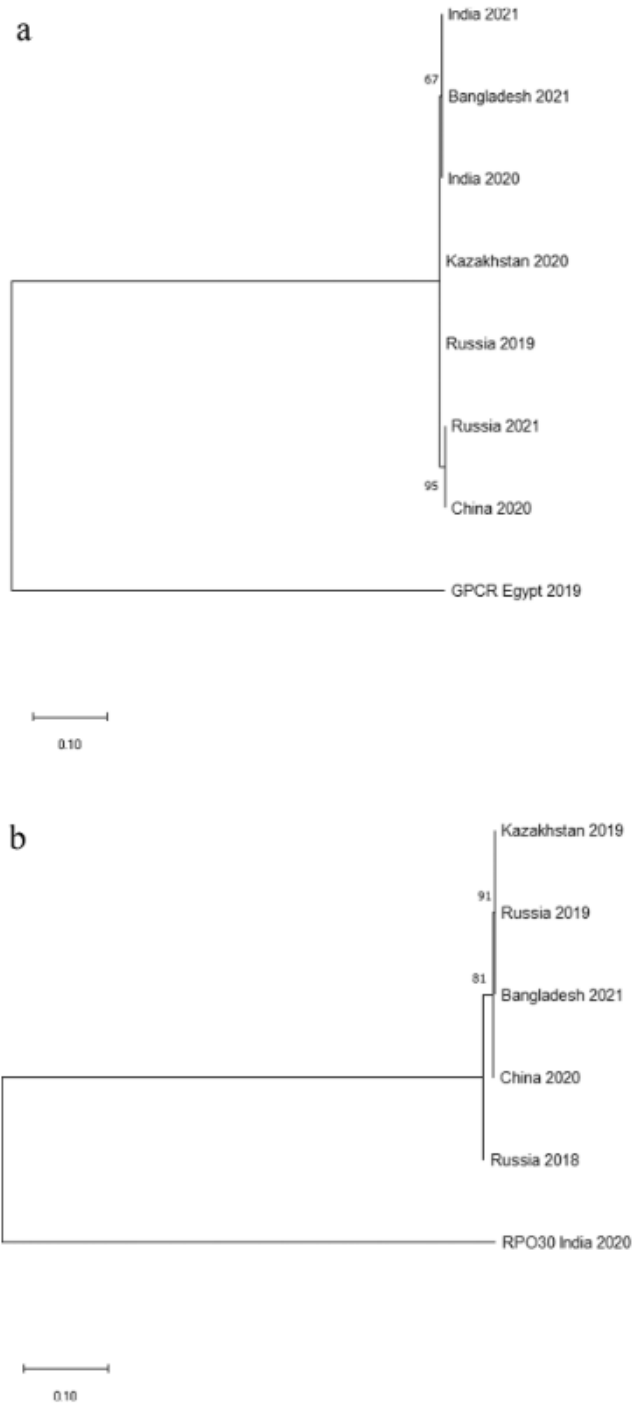 a
India 2021
67
Bangladesh 2021
India 2020
Kazakhstan 2020
Russia 2019
Russia 2021
95
China 2020
GPCR Egypt 2019
0.10
b
Kazakhstan 2019
91
Russia 2019
81
Bangladesh 2021
China 2020
Russia 2018
RPO30 India 2020
0.10